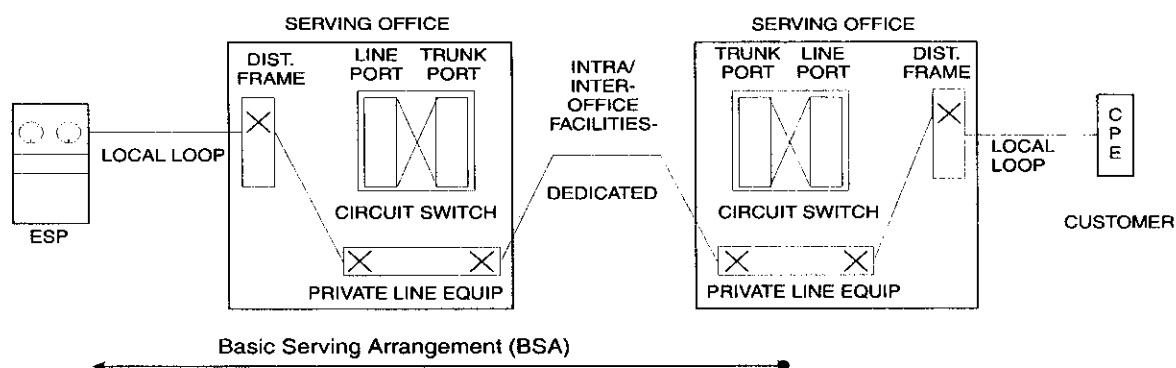 SERVING OFFICE
DIST.
FRAME
LINE
PORT
TRUNK
PORT
LOCAL LOOP
ESP
CIRCUIT SWITCH
PRIVATE LINE EQUIP
INTRA/
INTER-
OFFICE
FACILITIES-
DEDICATED
SERVING OFFICE
TRUNK
PORT
LINE
PORT
DIST.
FRAME
CIRCUIT SWITCH
PRIVATE LINE EQUIP
LOCAL
LOOP
C
P
E
CUSTOMER
Basic Serving Arrangement (BSA)